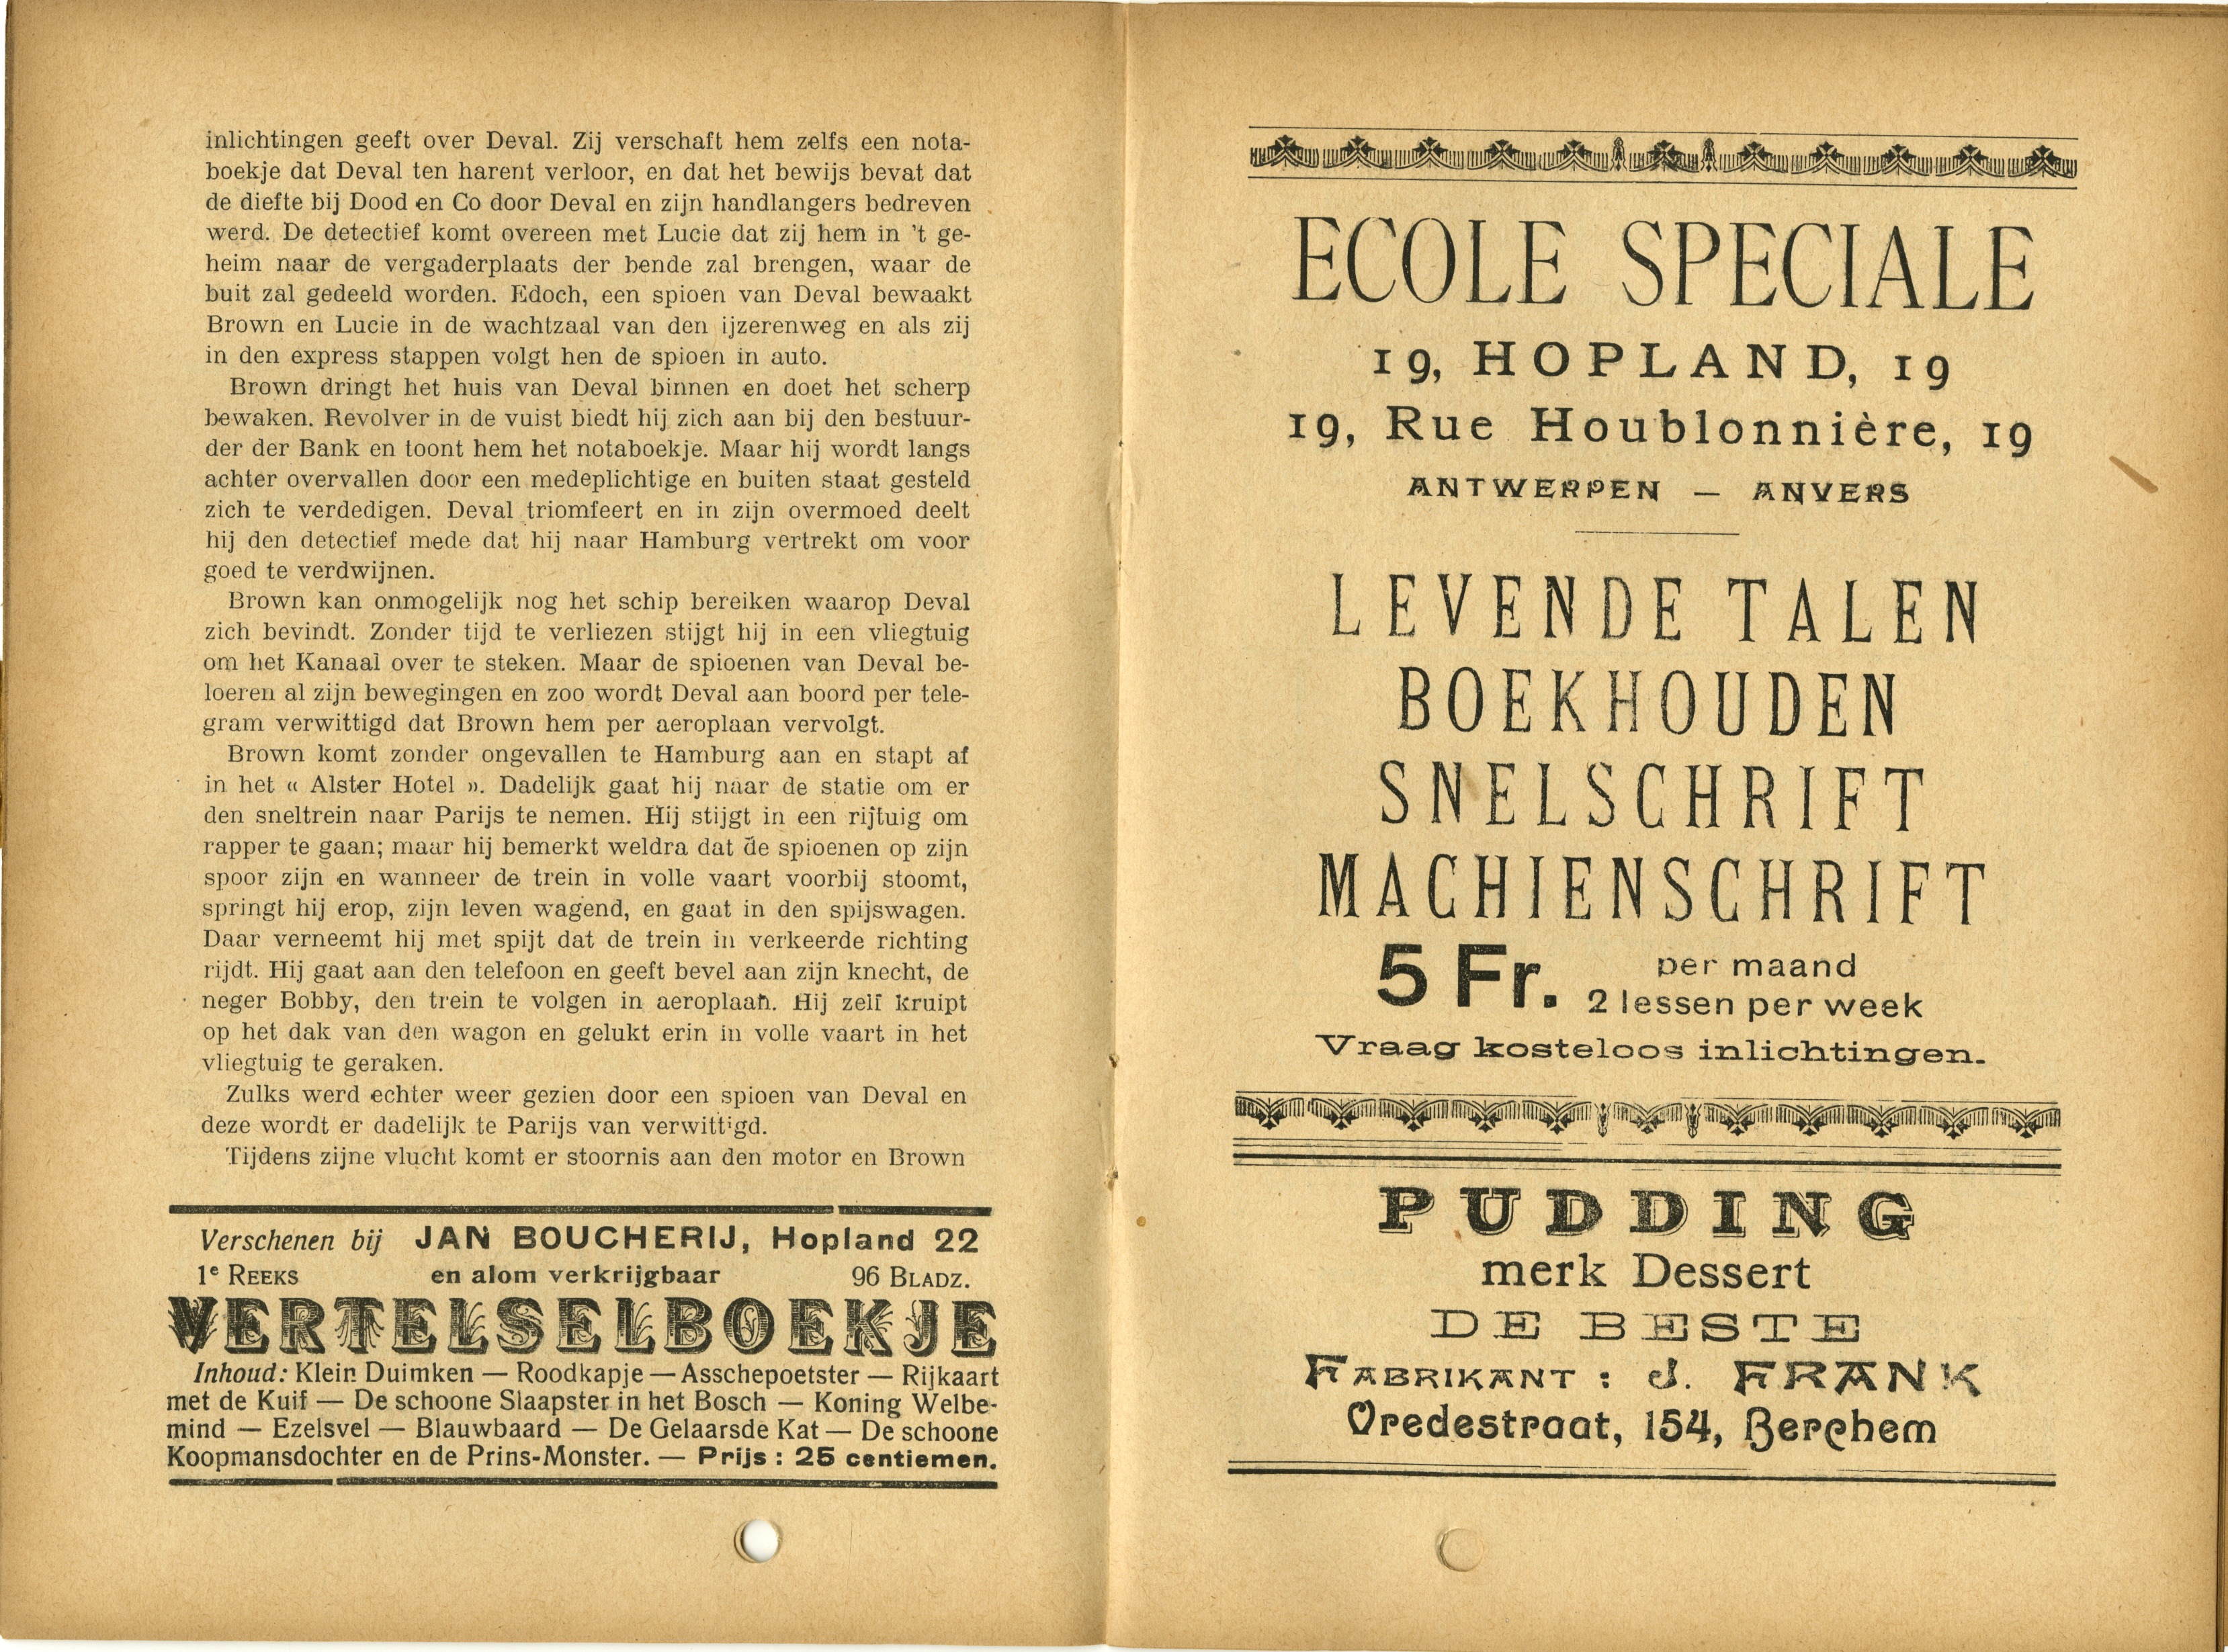 inlichtingen geeft over Deval. Zij verschaft hem zelfs een nota-
boekje dat Deval ten harent verloor, en dat het bewijs bevat dat
de diefte bij Dood en Co door Deval en zijn handlangers bedreven
werd. De detectief komt overeen met Lucie dat zij hem in 't ge-
heim naar de vergaderplaats der bende zal brengen, waar de
buit zal gedeeld worden. Edoch, een spioen van Deval bewaakt
Brown en Lucie in de wachtzaal van den ijzerenweg en als zij
in den express stappen volgt hen de spioen in auto.
Brown dringt het huis van Deval binnen en doet het scherp
bewaken. Revolver in de vuist biedt hij zich aan bij den bestuur-
der der Bank en toont hem het notaboekje. Maar hij wordt langs
achter overvallen door een medeplichtige en buiten staat gesteld
zich te verdedigen. Deval triomfeert en in zijn overmoed deelt
hij den detectief mede dat hij naar Hamburg vertrekt om voor
goed te verdwijnen.
Brown kan onmogelijk nog het schip bereiken waarop Deval
zich bevindt. Zonder tijd te verliezen stijgt hij in een vliegtuig
om het Kanaal over te steken. Maar de spioenen van Deval be-
loeren al zijn bewegingen en zoo wordt Deval aan boord per tele-
gram verwittigd dat Brown hem per aeroplaan vervolgt.
Brown komt zonder ongevallen te Hamburg aan en stapt af
in het « Alster Hotel ». Dadelijk gaat hij naar de statie om er
den sneltrein naar Parijs te nemen. Hij stijgt in een rijtuig om
rapper te gaan; maar hij bemerkt weldra dat de spioenen op zijn
spoor zijn en wanneer de trein in volle vaart voorbij stoomt,
springt hij erop, zijn leven wagend, en gaat in den spijswagen.
Daar verneemt hij met spijt dat de trein in verkeerde richting
rijdt. Hij gaat aan den telefoon en geeft bevel aan zijn knecht, de
neger Bobby, den trein te volgen in aeroplaan. Hij zelf kruipt
op het dak van den wagon en gelukt erin in volle vaart in het
vliegtuig te geraken.
Zulks werd echter weer gezien door een spioen van Deval en
deze wordt er dadelijk te Parijs van verwittigd.
Tijdens zijne vlucht komt er stoornis aan den motor en Brown
Verschenen bij JAN BOUCHERIJ, Hopland 22
1e REEKS en alom verkrijgbaar 96 BLADZ.
VERTELSELBOEKJE
Inhoud: Klein Duimken — Roodkapje — Asschepoetster — Rijkaart
met de Kuif — De schoone Slaapster in het Bosch — Koning Welbe-
mind — Ezelsvel — Blauwbaard — De Gelaarsde Kat — De schoone
Koopmansdochter en de Prins-Monster. — Prijs : 25 centiemen.
ECOLE SPECIALE
19, HOPLAND, 19
19, Rue Houblonnière, 19
ANTWERPEN — ANVERS
LEVENDE TALEN
BOEKHOUDEN
SNELSCHRIFT
MACHIENSCHRIFT
5 Fr. per maand
2 lessen per week
Vraag kosteloos inlichtingen.
PUDDING
merk Dessert
DE BESTE
FABRIKANT : J. FRANK
Vredestraat, 154, Berchem